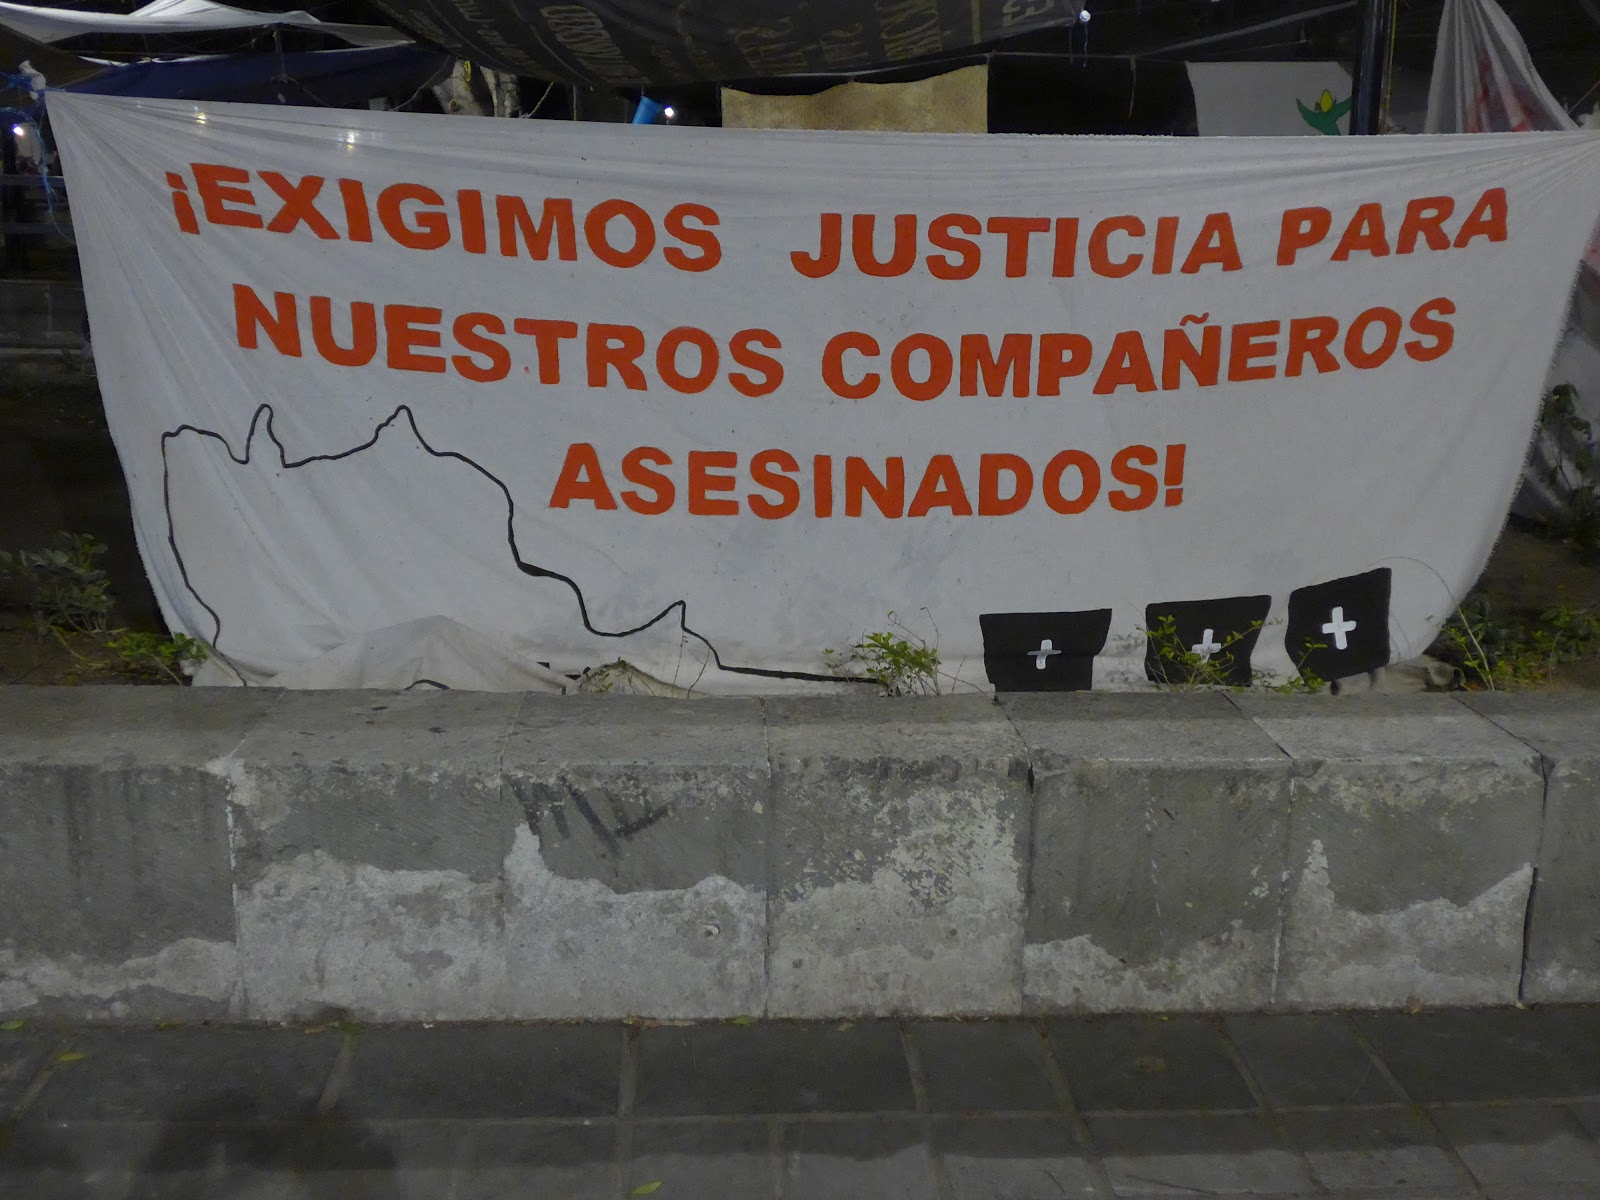 ¡EXIGIMOS JUSTICIA PARA
NUESTROS COMPAÑEROS
ASESINADOS!